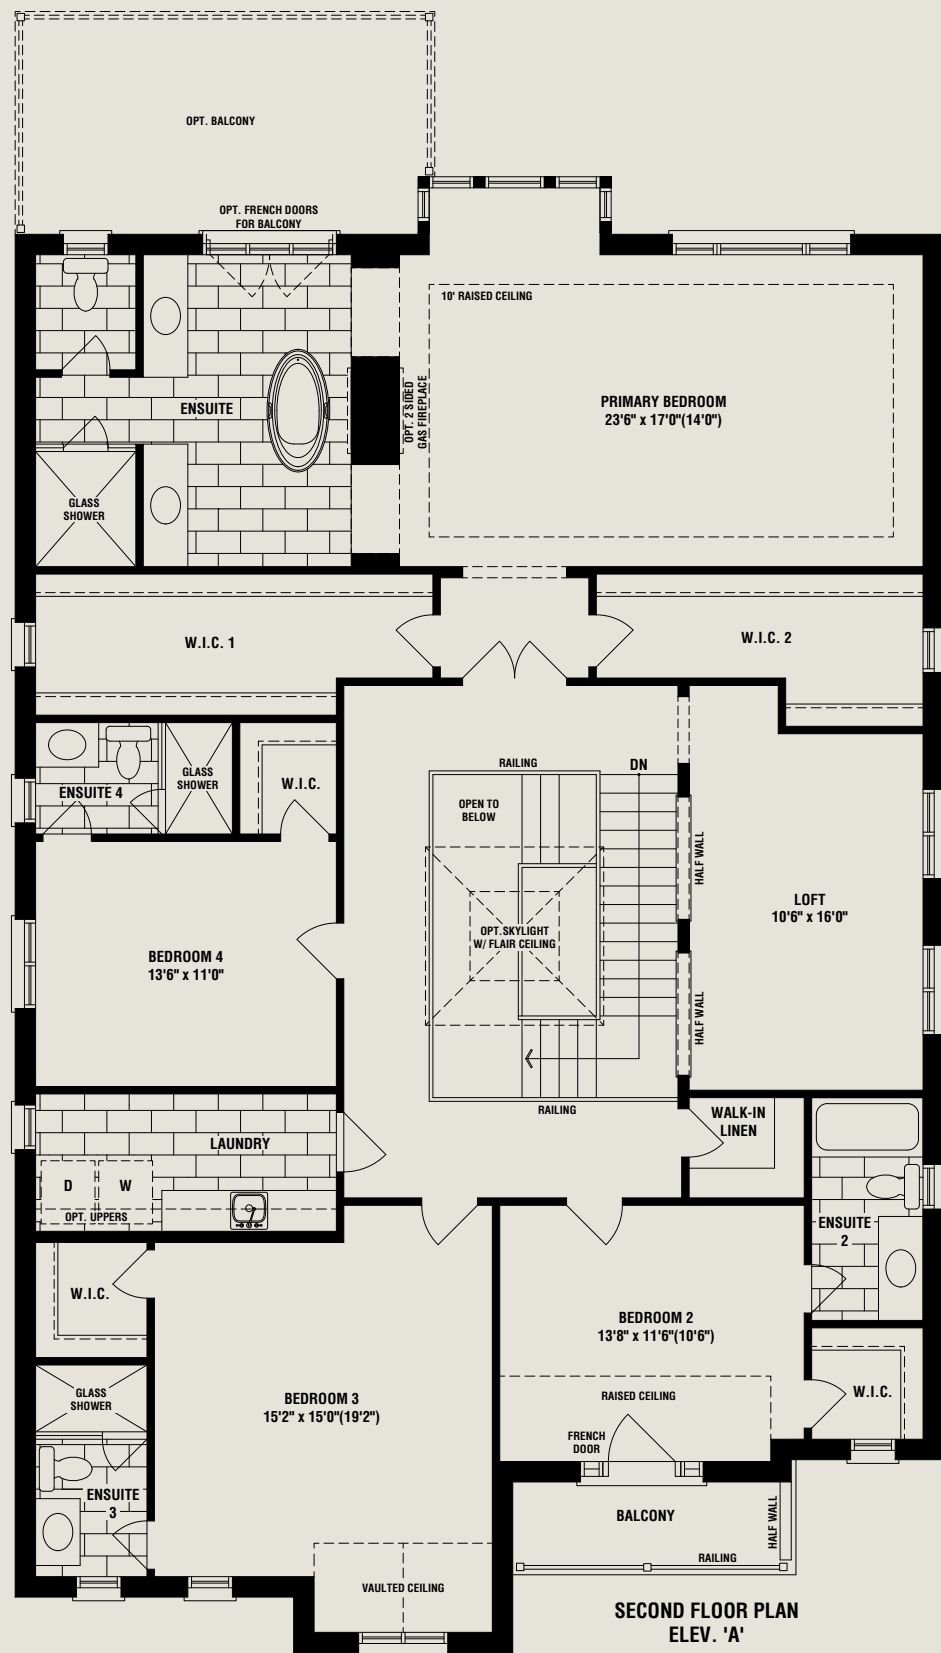 OPT. BALCONY
OPT. FRENCH DOORS
FOR BALCONY
10' RAISED CEILING
ENSUITE
OPT. 2 SIDED
GAS FIREPLACE
PRIMARY BEDROOM
23'6" x 17'0"(14'0")
GLASS
SHOWER
W.I.C. 1
W.I.C. 2
ENSUITE 4
GLASS
SHOWER
W.I.C.
RAILING
DN
OPEN TO
BELOW
HALF WALL
LOFT
10'6" x 16'0"
OPT.SKYLIGHT
W/ FLAIR CEILING
BEDROOM 4
13'6" x 11'0"
HALF WALL
RAILING
WALK-IN
LINEN
LAUNDRY
D
W
OPT. UPPERS
ENSUITE
2
W.I.C.
BEDROOM 2
13'8" x 11'6"(10'6")
RAISED CEILING
W.I.C.
GLASS
SHOWER
BEDROOM 3
15'2" x 15'0"(19'2")
FRENCH
DOOR
ENSUITE
3
BALCONY
HALF WALL
RAILING
VAULTED CEILING
SECOND FLOOR PLAN
ELEV. 'A'